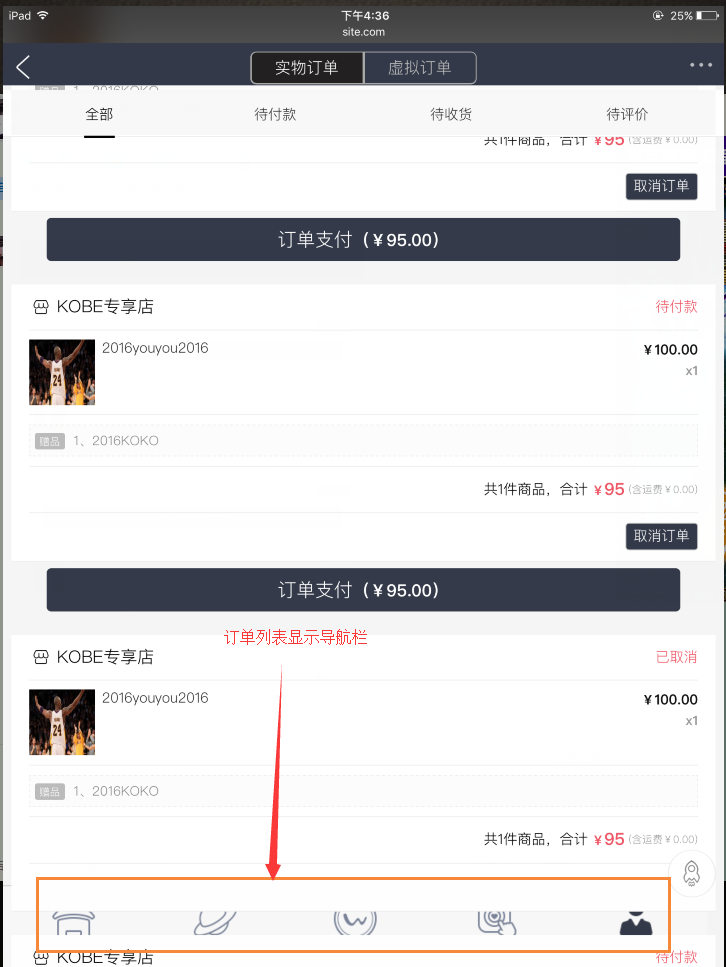 iPad 下午4:36 25%
site.com
实物订单 虚拟订单
赠品 1、2016KOKO
全部 待付款 待收货 待评价
共1件商品，合计 ￥95 (含运费￥0.00)
取消订单
订单支付（￥95.00）
KOBE专享店 待付款
2016youyou2016 ￥100.00
x1
赠品 1、2016KOKO
共1件商品，合计 ￥95 (含运费￥0.00)
取消订单
订单支付（￥95.00）
订单列表显示导航栏
KOBE专享店 已取消
2016youyou2016 ￥100.00
x1
赠品 1、2016KOKO
共1件商品，合计 ￥95 (含运费￥0.00)
KOBE专享店 待付款